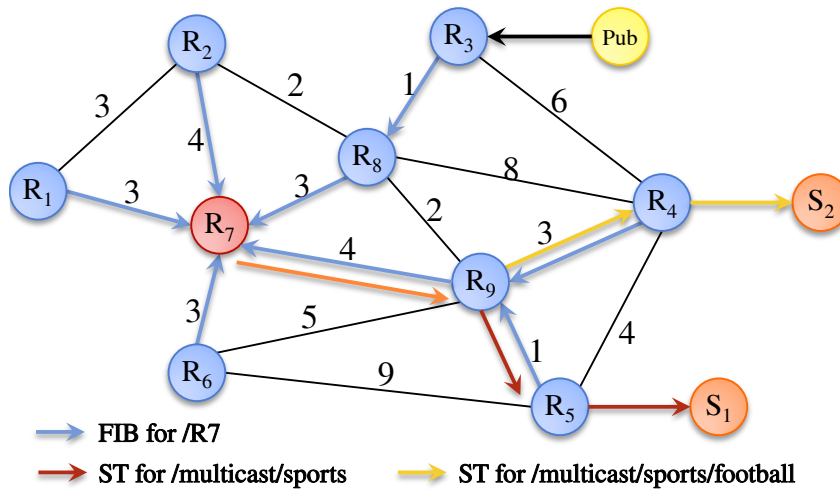 R2
R3
Pub
3
2
1
6
4
R8
8
R1
3
3
R4
S2
R7
2
3
4
R9
3
5
1
4
R6
9
R5
S1
FIB for /R7
ST for /multicast/sports
ST for /multicast/sports/football